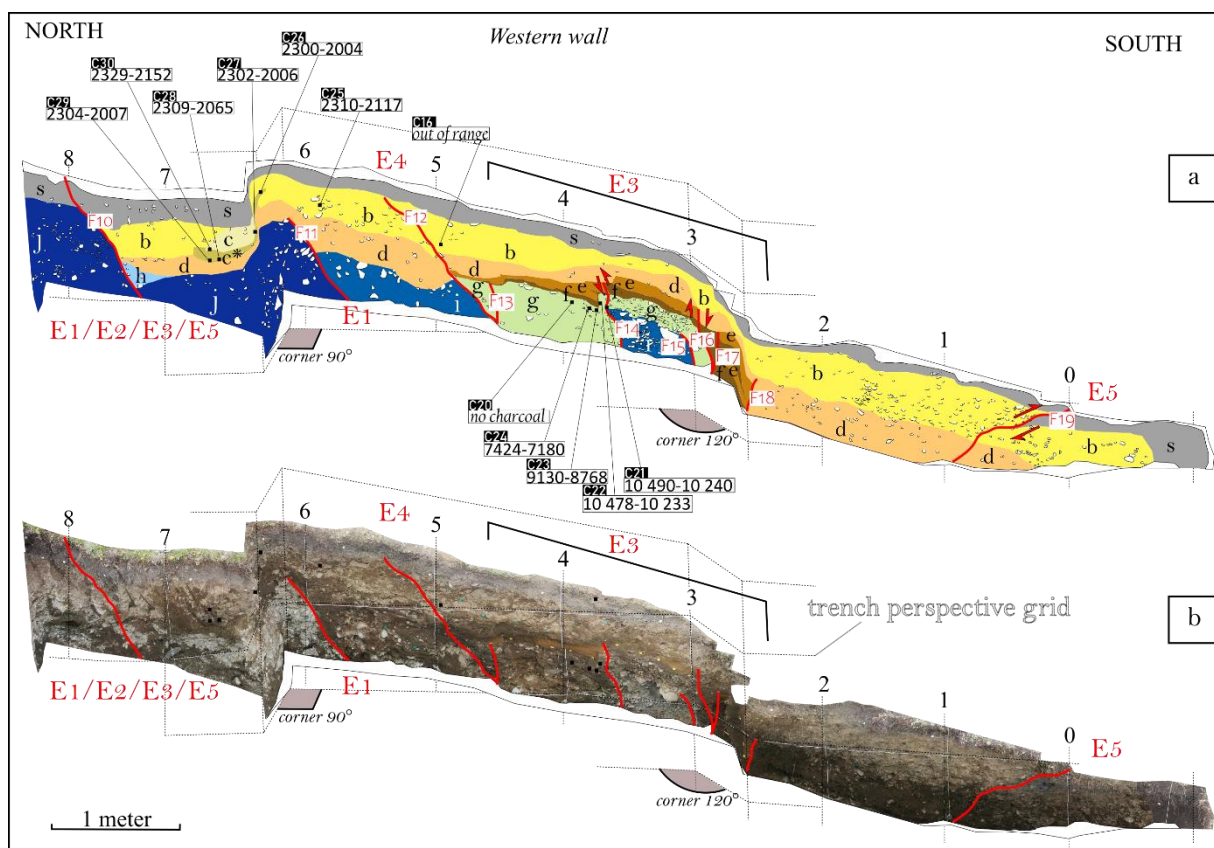 NORTH
Western wall
SOUTH
C26
2300-2004
C30
2329-2152
C27
2302-2006
C29
2304-2007
C28
2309-2065
C25
2310-2117
C16
out of range
a
8
7
6
E4
5
E3
4
3
s
F10
s
b
c
c*
d
h
J
J
F11
b
F12
d
i
b
s
d
g
F13
g
f
e
f
e
g
F14
i
F15
F16
b
e
F17
f
e
F18
2
1
0
E5
b
d
d
F19
b
s
E1/E2/E3/E5
E1
corner 90°
C20
no charcoal
C24
7424-7180
C23
9130-8768
C22
10 478-10 233
C21
10 490-10 240
corner 120°
8
7
6
E4
5
E3
4
3
trench perspective grid
b
2
1
0
E5
E1/E2/E3/E5
E1
corner 90°
corner 120°
1 meter